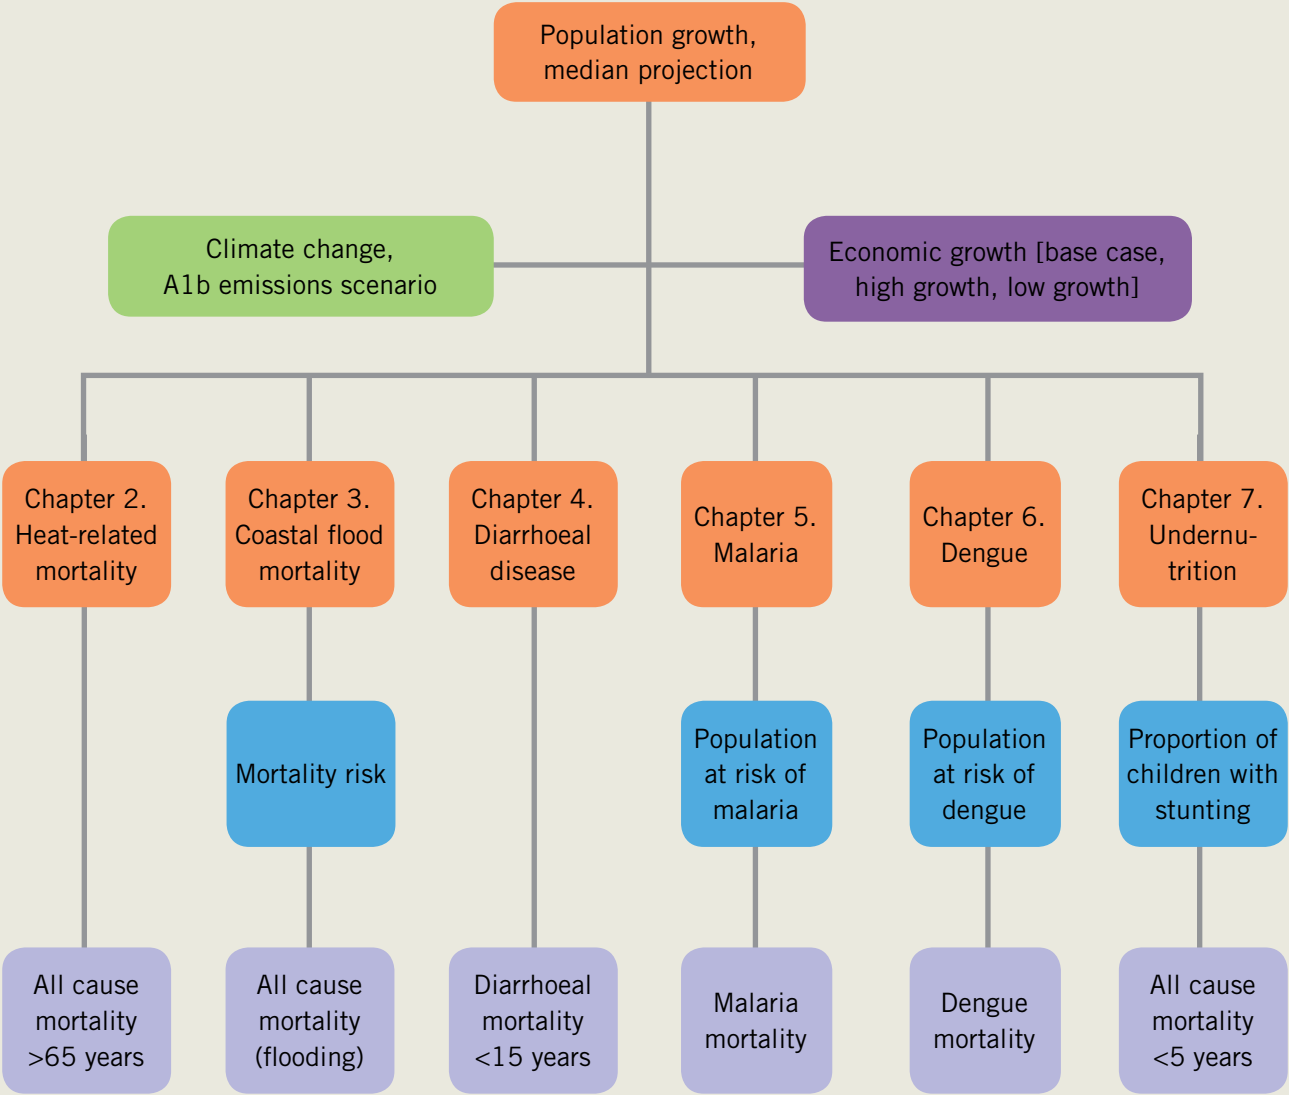 Population growth,
median projection
Climate change,
A1b emissions scenario
Economic growth [base case,
high growth, low growth]
Chapter 2.
Heat-related
mortality
Chapter 3.
Coastal flood
mortality
Chapter 4.
Diarrhoeal
disease
Chapter 5.
Malaria
Chapter 6.
Dengue
Chapter 7.
Undernu-
trition
Mortality risk
Population
at risk of
malaria
Population
at risk of
dengue
Proportion of
children with
stunting
All cause
mortality
>65 years
All cause
mortality
(flooding)
Diarrhoeal
mortality
<15 years
Malaria
mortality
Dengue
mortality
All cause
mortality
<5 years